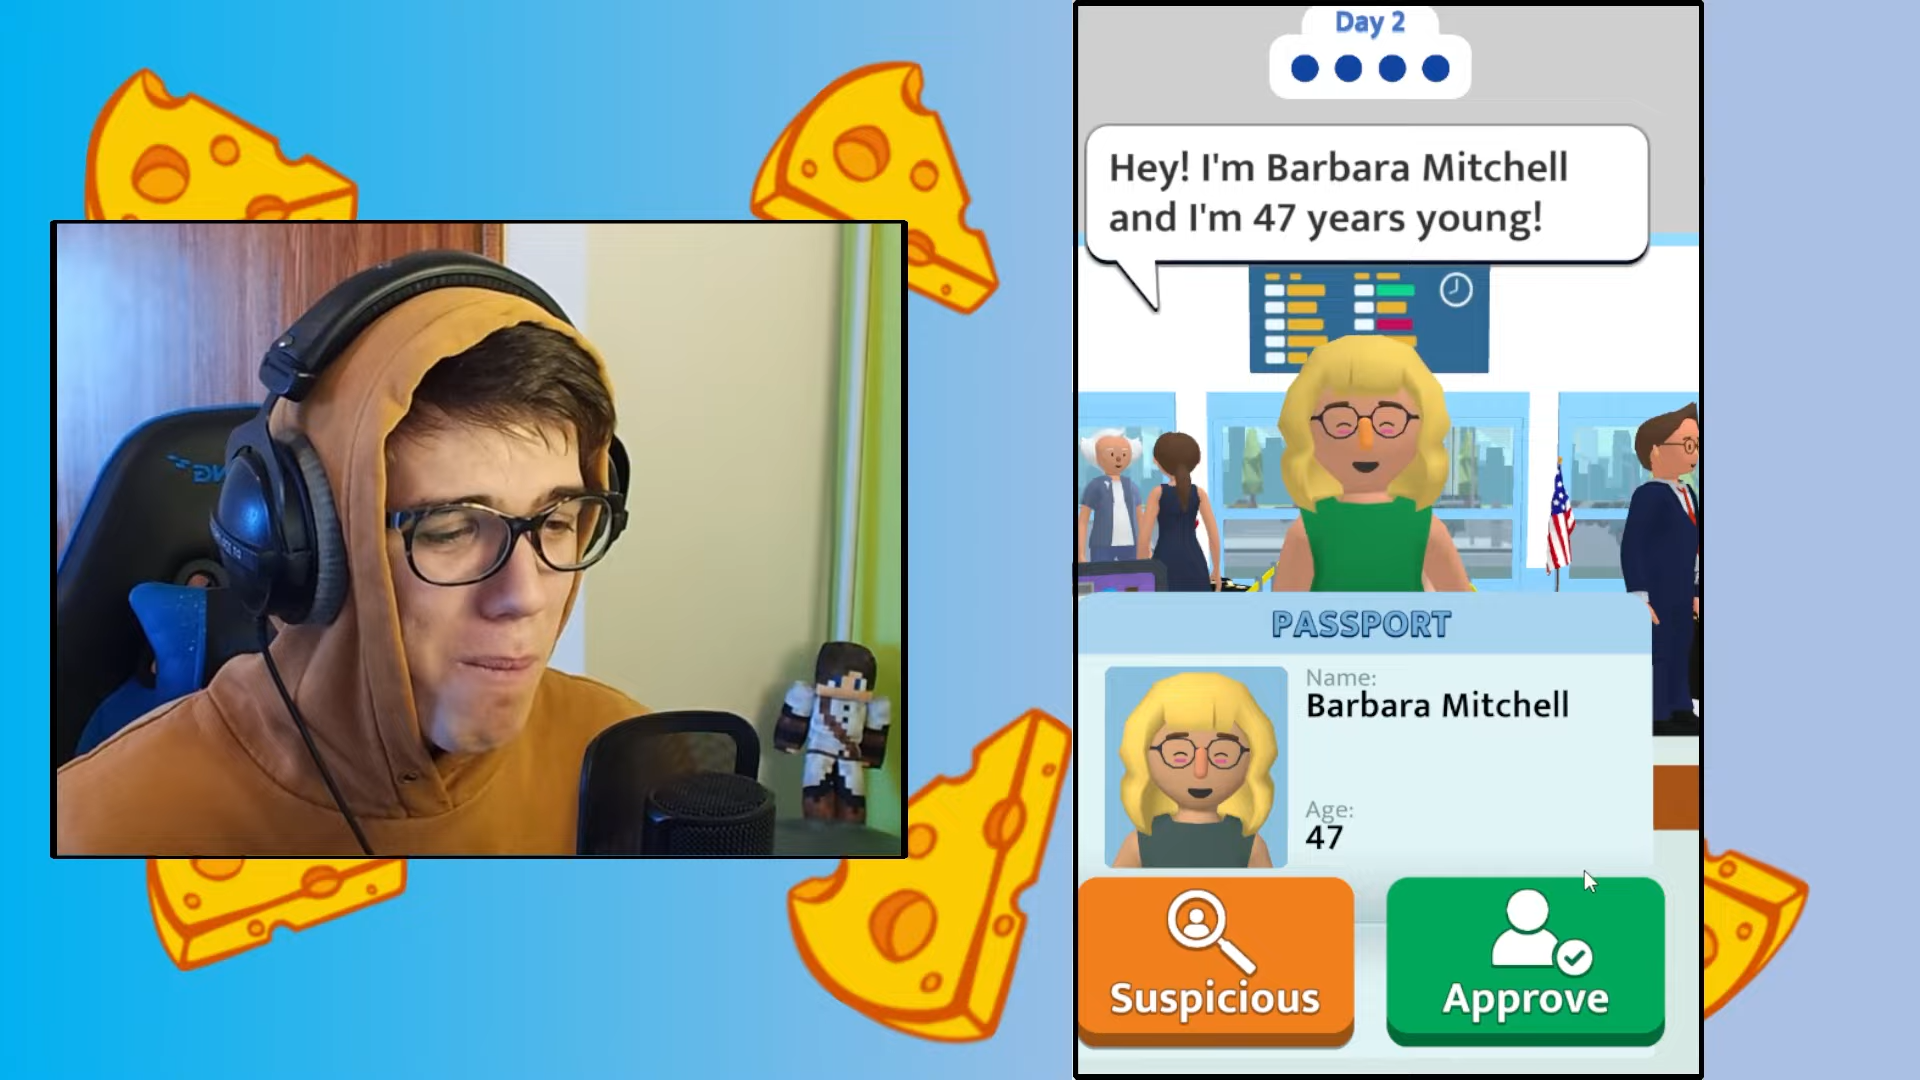 Day 2
Hey! I'm Barbara Mitchell
and I'm 47 years young!
PASSPORT
Name:
Barbara Mitchell
Age:
47
Suspicious
Approve